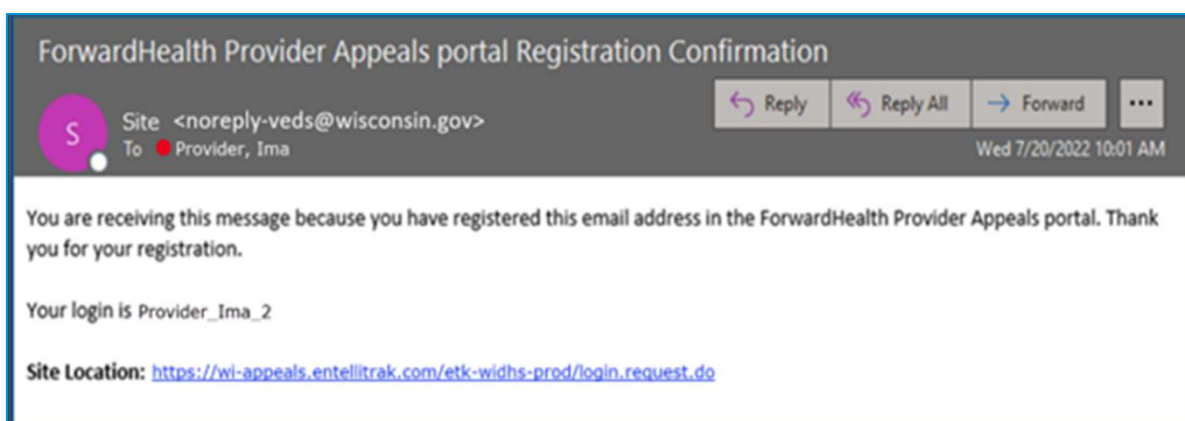 ForwardHealth Provider Appeals portal Registration Confirmation
Reply
Reply All
Forward
...
S
Site <noreply-veds@wisconsin.gov>
To Provider, Ima
Wed 7/20/2022 10:01 AM
You are receiving this message because you have registered this email address in the ForwardHealth Provider Appeals portal. Thank
you for your registration.
Your login is Provider_Ima_2
Site Location: https://wi-appeals.entellitrak.com/etk-widhs-prod/login.request.do